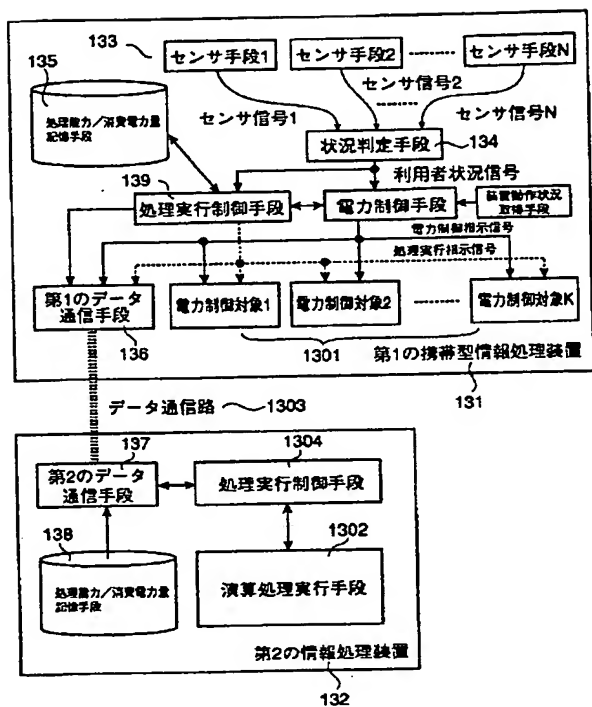 133
センサ手段1
センサ手段2
センサ手段N
135
センサ信号2
センサ信号1
センサ信号N
処理能力／消費電力量
記憶手段
状況判定手段
134
利用者状況信号
139
処理実行制御手段
電力制御手段
装置動作状況
取得手段
電力制御指示信号
処理実行指示信号
第1のデータ
通信手段
電力制御対象1
電力制御対象2
電力制御対象K
136
1301
第1の携帯型情報処理装置
131
データ通信路
1303
137
1304
第2のデータ
通信手段
処理実行制御手段
138
1302
処理能力／消費電力量
記憶手段
演算処理実行手段
第2の情報処理装置
132